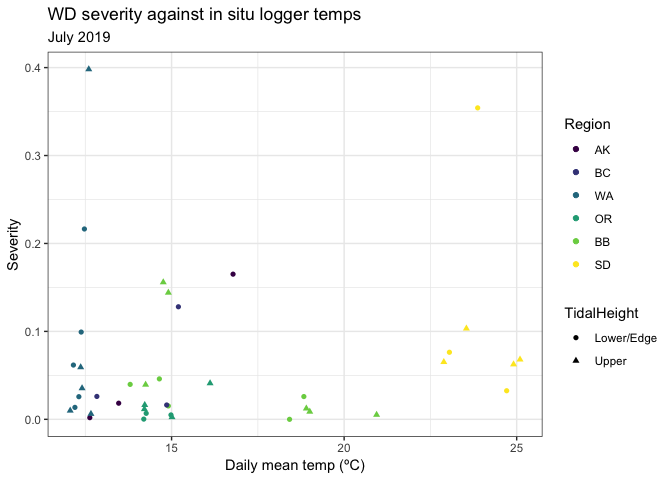 WD severity against in situ logger temps
July 2019
0.4
0.3
0.2
0.1
0.0
Severity
15
20
25
Daily mean temp (ºC)
Region
AK
BC
WA
OR
BB
SD
TidalHeight
Lower/Edge
Upper